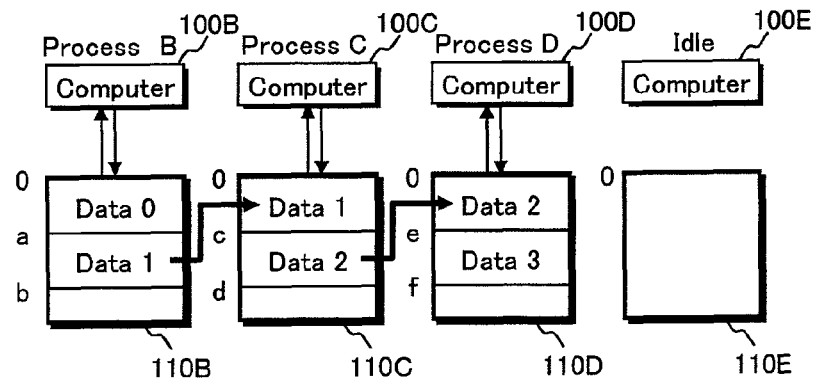 100B 100C 100D 100E
Process B Process C Process D Idle
Computer Computer Computer Computer
0 0 0 0
Data 0 Data 1 Data 2
a c e
Data 1 Data 2 Data 3
b d f
110B 110C 110D 110E